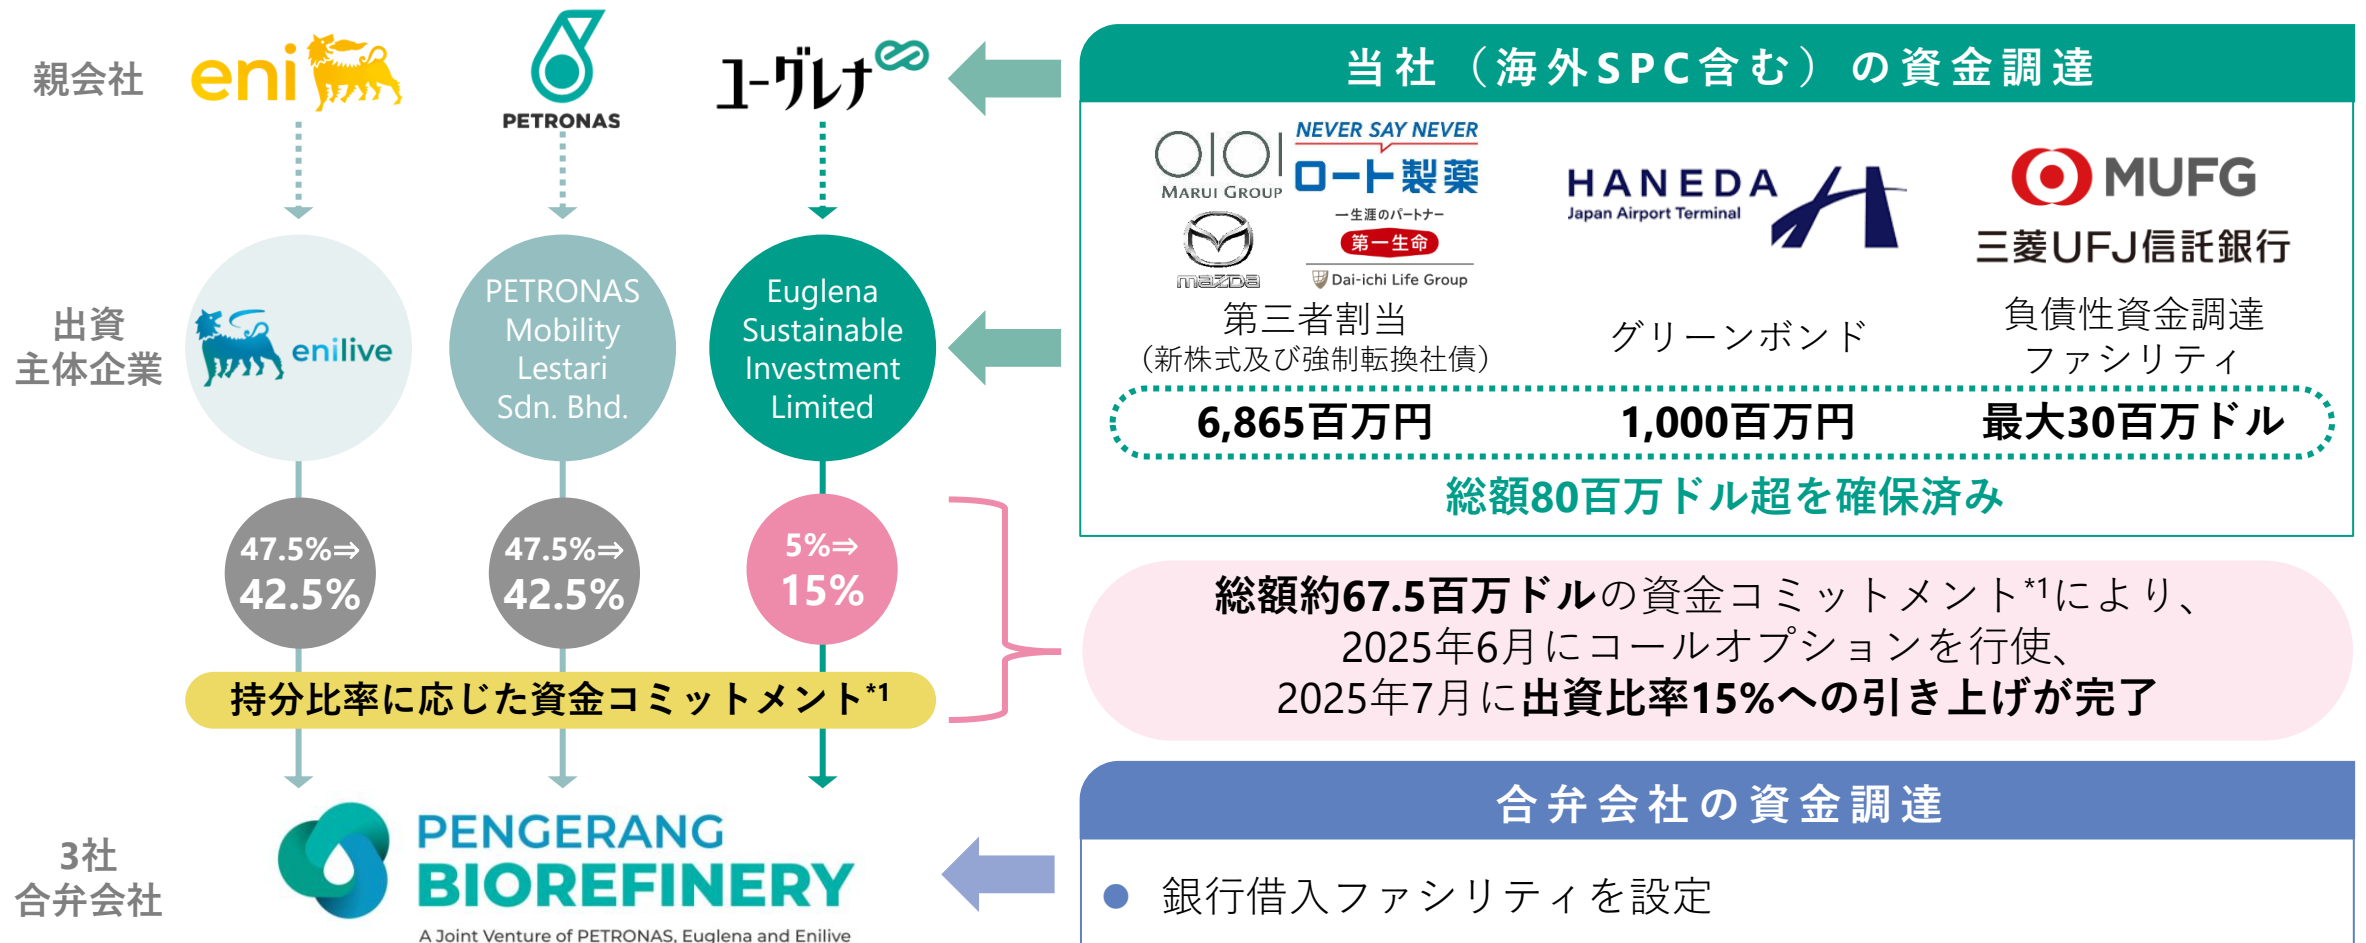 親会社
eni
PETRONAS
ユーグレナ
出資
主体企業
enilive
PETRONAS
Mobility
Lestari
Sdn. Bhd.
Euglena
Sustainable
Investment
Limited
47.5%⇒
42.5%
47.5%⇒
42.5%
5%⇒
15%
持分比率に応じた資金コミットメント*1
3社
合弁会社
PENGERANG
BIOREFINERY
A Joint Venture of PETRONAS, Euglena and Enilive
当社（海外SPC含む）の資金調達
OIOI
MARUI GROUP
NEVER SAY NEVER
ロート製薬
mazda
一生涯のパートナー
第一生命
Dai-ichi Life Group
第三者割当
（新株式及び強制転換社債）
6,865百万円
HANEDA
Japan Airport Terminal
グリーンボンド
1,000百万円
MUFG
三菱UFJ信託銀行
負債性資金調達
ファシリティ
最大30百万ドル
総額80百万ドル超を確保済み
総額約67.5百万ドルの資金コミットメント*1により、
2025年6月にコールオプションを行使、
2025年7月に出資比率15%への引き上げが完了
合弁会社の資金調達
● 銀行借入ファシリティを設定